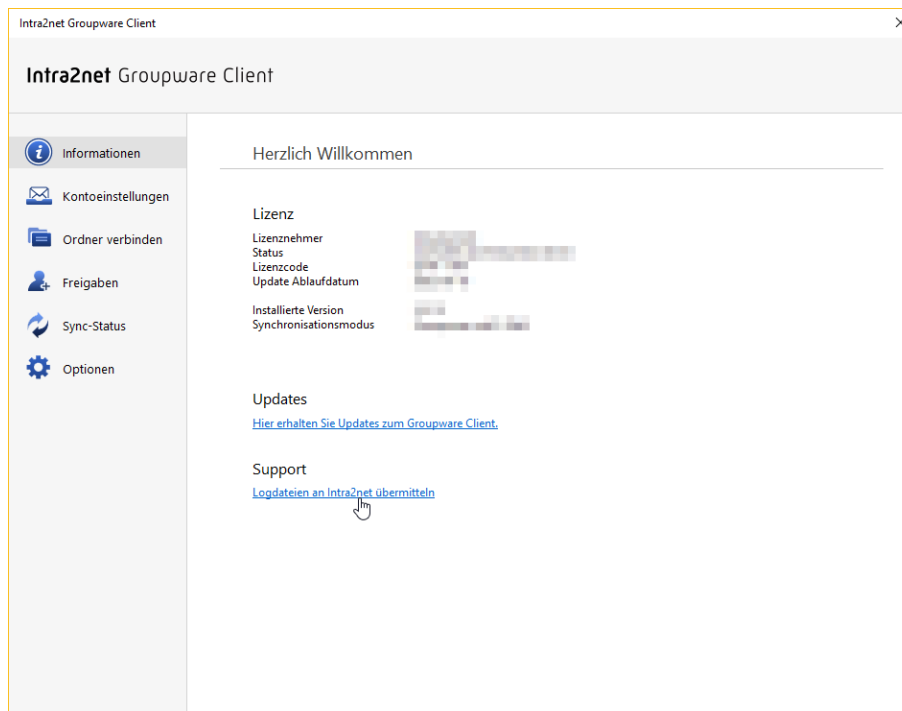 Intra2net Groupware Client
Intra2net Groupware Client
Informationen
Kontoeinstellungen
Ordner verbinden
Freigaben
Sync-Status
Optionen
Herzlich Willkommen
Lizenz
Lizenznehmer
Status
Lizenzcode
Update Ablaufdatum
Installierte Version
Synchronisationsmodus
Updates
Hier erhalten Sie Updates zum Groupware Client.
Support
Logdateien an Intra2net übermitteln